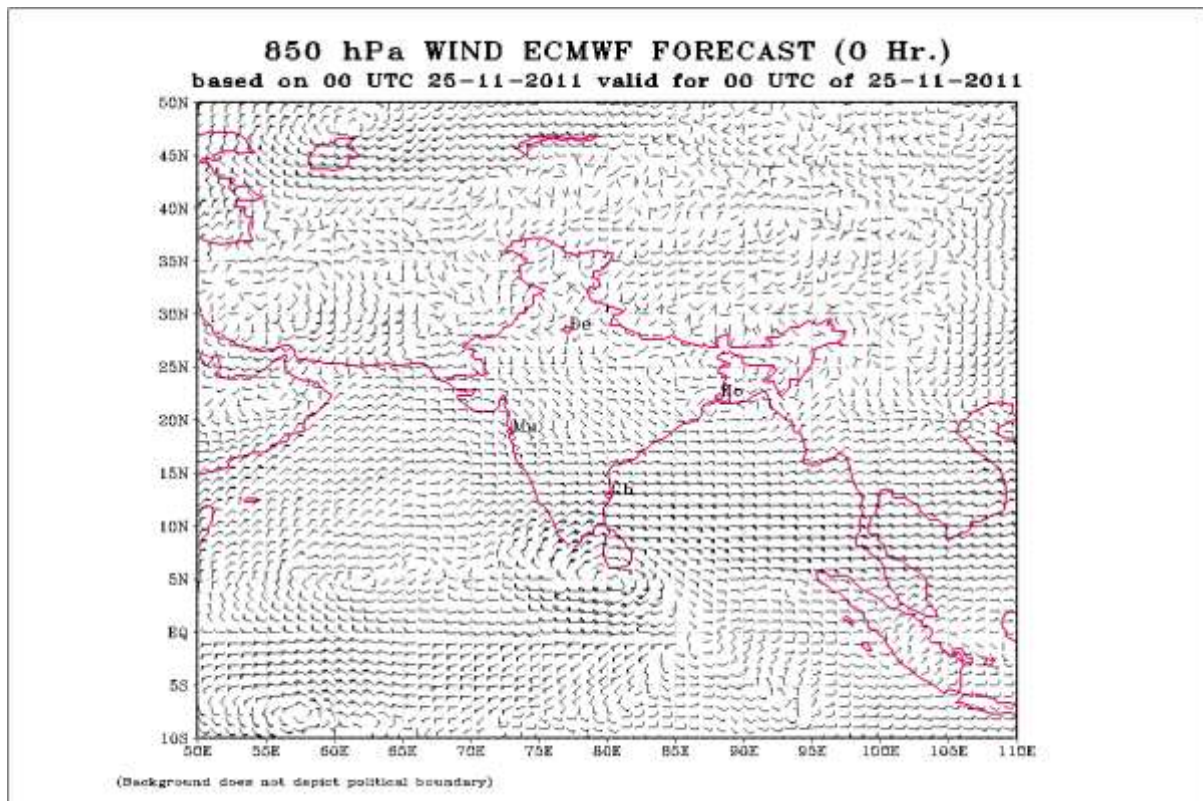 850 hPa WIND ECMWF FORECAST (0 Hr.)
based on 00 UTC 25-11-2011 valid for 00 UTC of 25-11-2011
50N
45N
40N
35N
30N
De
25N
Ko
20N
Mu
15N
Ch
10N
5N
EQ
5S
10S
50E 55E 60E 65E 70E 75E 80E 85E 90E 95E 100E 105E 110E
(Background does not depict political boundary)